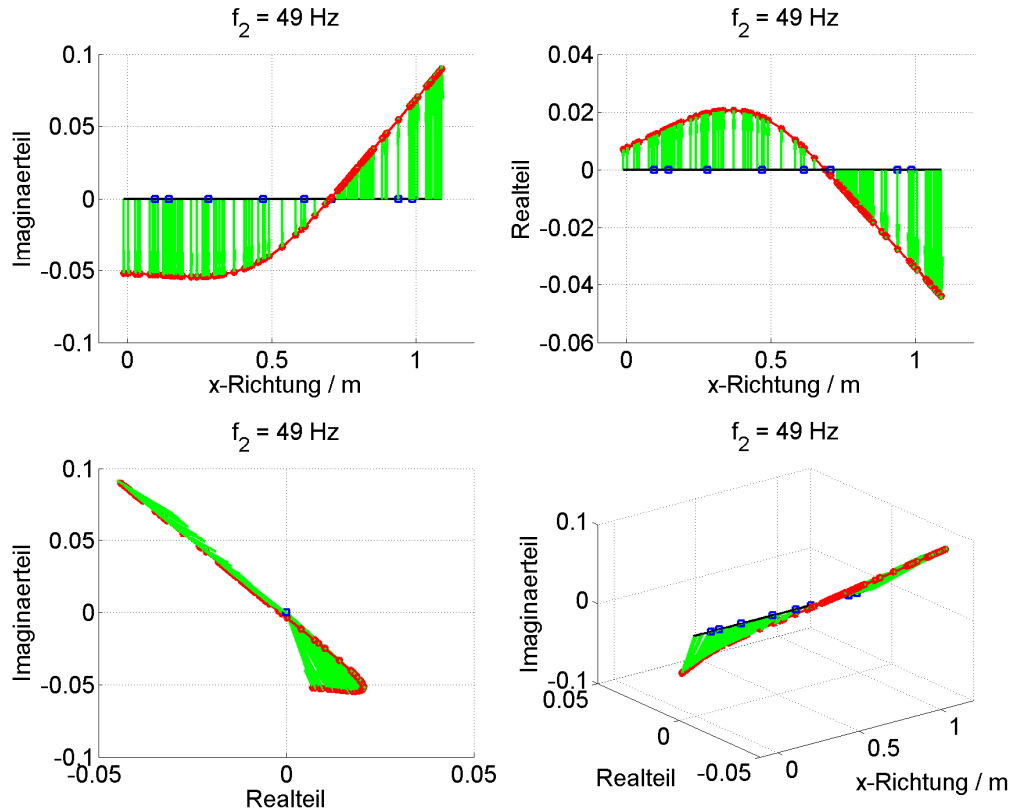 f2 = 49 Hz
Imaginaerteil
0.1
0.05
0
-0.05
-0.1
0 0.5 1
x-Richtung / m
f2 = 49 Hz
Realteil
0.04
0.02
0
-0.02
-0.04
-0.06
0 0.5 1
x-Richtung / m
f2 = 49 Hz
Imaginaerteil
0.1
0.05
0
-0.05
-0.1
-0.05 0 0.05
Realteil
f2 = 49 Hz
Imaginaerteil
0.1
0
-0.1
0.05
0
-0.05
Realteil
0
0.5
1
x-Richtung / m